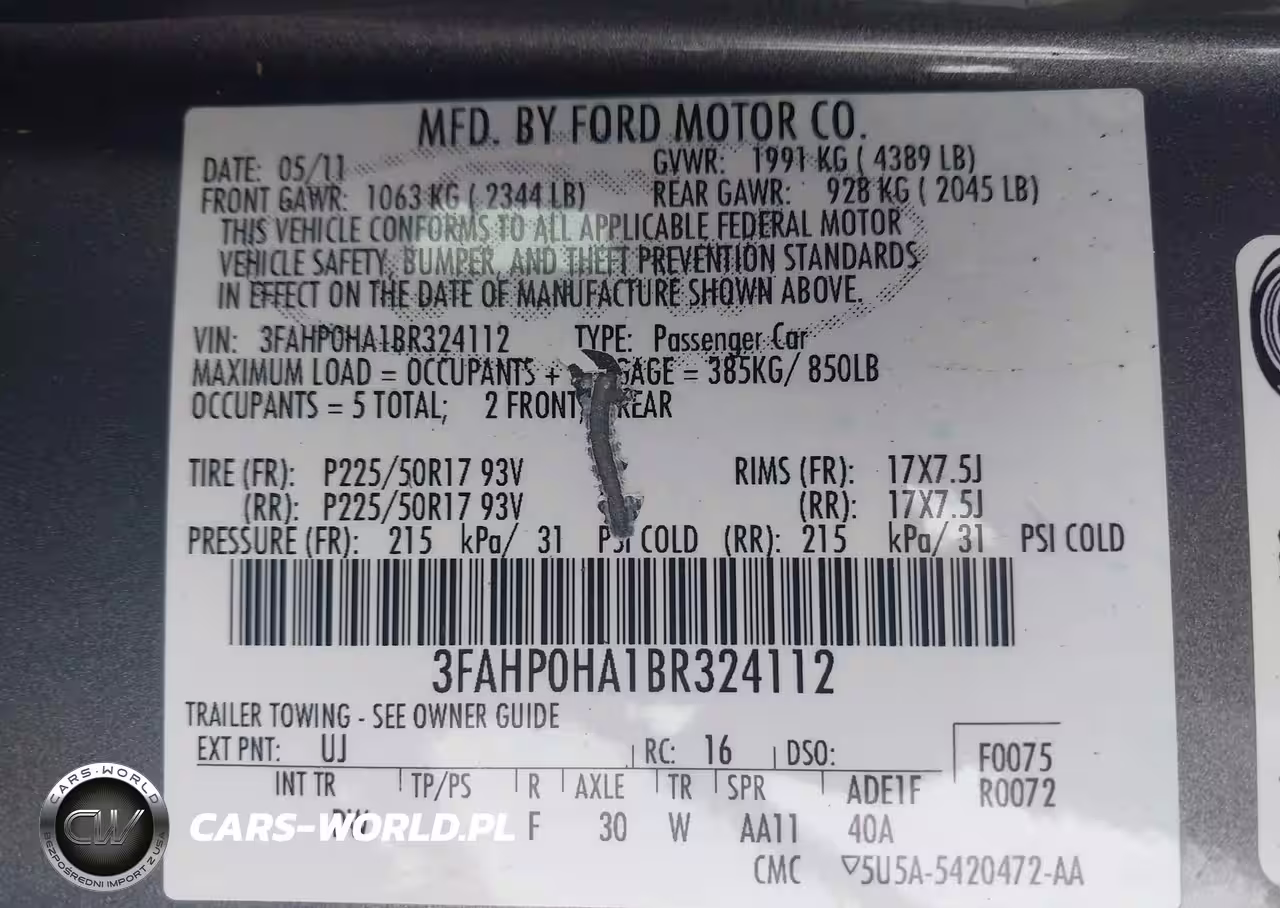 MFD. BY FORD MOTOR CO.
DATE: 05/11 GVWR: 1991 KG ( 4389 LB)
FRONT GAWR: 1063 KG ( 2344 LB) REAR GAWR: 928 KG ( 2045 LB)
THIS VEHICLE CONFORMS TO ALL APPLICABLE FEDERAL MOTOR
VEHICLE SAFETY, BUMPER, AND THEFT PREVENTION STANDARDS
IN EFFECT ON THE DATE OF MANUFACTURE SHOWN ABOVE.
VIN: 3FAHP0HA1BR324112 TYPE: Passenger Car
MAXIMUM LOAD = OCCUPANTS + GAGE = 385KG/ 850LB
OCCUPANTS = 5 TOTAL; 2 FRONT, REAR
TIRE (FR): P225/50R17 93V RIMS (FR): 17X7.5J
(RR): P225/50R17 93V (RR): 17X7.5J
PRESSURE (FR): 215 kPa/ 31 PSI COLD (RR): 215 kPa/ 31 PSI COLD
3FAHP0HA1BR324112
TRAILER TOWING - SEE OWNER GUIDE
EXT PNT: UJ RC: 16 DSO: F0075
INT TR TP/PS R AXLE TR SPR ADE1F R0072
F 30 W AA11 40A
CMC ▽5U5A-5420472-AA
CARS-WORLD
CW
BEZPOŚREDNI IMPORT Z USA
CARS-WORLD.PL